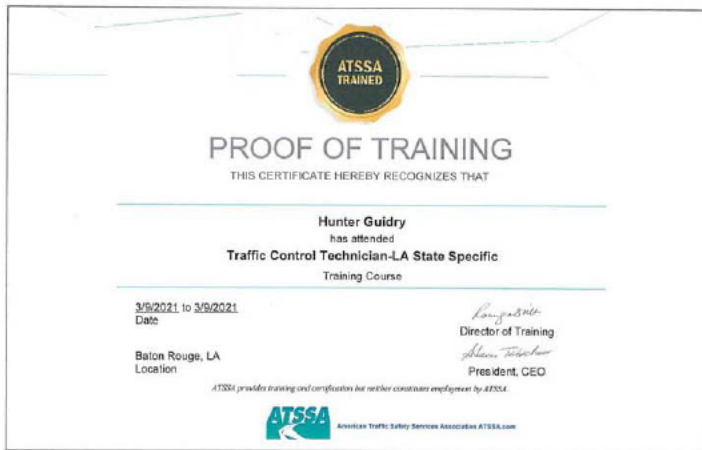 ATSSA
TRAINED
PROOF OF TRAINING
THIS CERTIFICATE HEREBY RECOGNIZES THAT
Hunter Guidry
has attended
Traffic Control Technician-LA State Specific
Training Course
3/9/2021 to 3/9/2021
Date
Director of Training
Baton Rouge, LA
Location
President, CEO
ATSSA provides training and certification but neither constitutes employment by ATSSA.
ATSSA
American Traffic Safety Services Association ATSSA.com